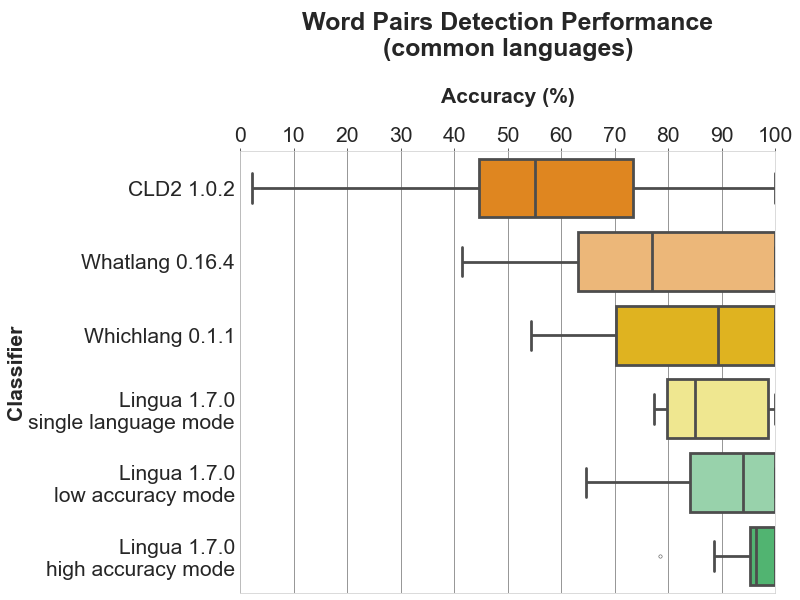 Word Pairs Detection Performance
(common languages)
Accuracy (%)
0 10 20 30 40 50 60 70 80 90 100
Classifier
CLD2 1.0.2
Whatlang 0.16.4
Whichlang 0.1.1
Lingua 1.7.0
single language mode
Lingua 1.7.0
low accuracy mode
Lingua 1.7.0
high accuracy mode